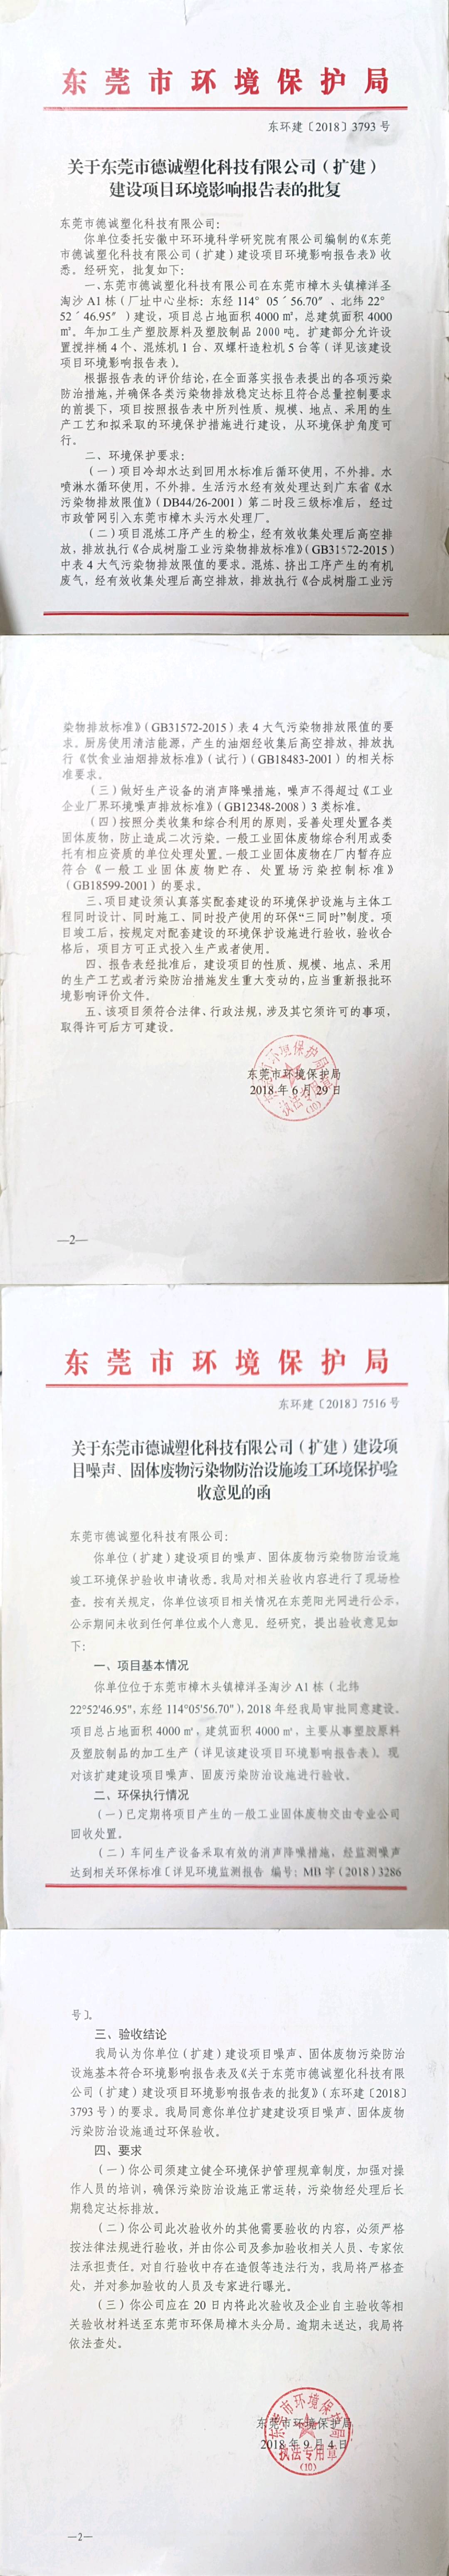 东莞市环境保护局
东环建〔2018〕3793 号
关于东莞市德诚塑化科技有限公司（扩建）
建设项目环境影响报告表的批复
东莞市德诚塑化科技有限公司：
你单位委托安徽中环环境科学研究院有限公司编制的《东莞
市德诚塑化科技有限公司（扩建）建设项目环境影响报告表》收
悉。经研究，批复如下：
一、东莞市德诚塑化科技有限公司在东莞市樟木头镇樟洋圣
淘沙 A1 栋（厂址中心坐标：东经 114° 05′ 56.70″、北纬 22°
52′ 46.95″）建设，项目总占地面积 4000 ㎡，总建筑面积 4000
㎡。年加工生产塑胶原料及塑胶制品 2000 吨。扩建部分允许设
置搅拌桶 4 个、混炼机 1 台、双螺杆造粒机 5 台等（详见该建设
项目环境影响报告表）。
根据报告表的评价结论，在全面落实报告表提出的各项污染
防治措施，并确保各类污染物排放稳定达标且符合总量控制要求
的前提下，项目按照报告表中所列性质、规模、地点、采用的生
产工艺和拟采取的环境保护措施进行建设，从环境保护角度可
行。
二、环境保护要求：
（一）项目冷却水达到回用水标准后循环使用，不外排。水
喷淋水循环使用，不外排。生活污水经有效处理达到广东省《水
污染物排放限值》（DB44/26-2001）第二时段三级标准后，经过
市政管网引入东莞市樟木头污水处理厂。
（二）项目混炼工序产生的粉尘，经有效收集处理后高空排
放，排放执行《合成树脂工业污染物排放标准》（GB31572-2015）
中表 4 大气污染物排放限值的要求。混炼、挤出工序产生的有机
废气，经有效收集处理后高空排放，排放执行《合成树脂工业污
染物排放标准》（GB31572-2015）表 4 大气污染物排放限值的要
求。厨房使用清洁能源，产生的油烟经收集后高空排放，排放执
行《饮食业油烟排放标准》（试行）（GB18483-2001）的相关标
准要求。
（三）做好生产设备的消声降噪措施，噪声不得超过《工业
企业厂界环境噪声排放标准》（GB12348-2008）3 类标准。
（四）按照分类收集和综合利用的原则，妥善处理处置各类
固体废物，防止造成二次污染。一般工业固体废物综合利用或委
托有相应资质的单位处理处置。一般工业固体废物在厂内暂存应
符合《一般工业固体废物贮存、处置场污染控制标准》
（GB18599-2001）的要求。
三、项目建设须认真落实配套建设的环境保护设施与主体工
程同时设计、同时施工、同时投产使用的环保“三同时”制度。项
目竣工后，按规定对配套建设的环境保护设施进行验收，验收合
格后，项目方可正式投入生产或者使用。
四、报告表经批准后，建设项目的性质、规模、地点、采用
的生产工艺或者污染防治措施发生重大变动的，应当重新报批环
境影响评价文件。
五、该项目须符合法律、行政法规，涉及其它须许可的事项，
取得许可后方可建设。
东莞市环境保护局
2018 年 6 月 29 日
东莞市环境保护局
执法专用章
(10)
—2—
东莞市环境保护局
东环建〔2018〕7516 号
关于东莞市德诚塑化科技有限公司（扩建）建设项
目噪声、固体废物污染物防治设施竣工环境保护验
收意见的函
东莞市德诚塑化科技有限公司：
你单位（扩建）建设项目的噪声、固体废物污染物防治设施
竣工环境保护验收申请收悉。我局对相关验收内容进行了现场检
查。按有关规定，你单位该项目相关情况在东莞阳光网进行公示，
公示期间未收到任何单位或个人意见。经研究，提出验收意见如
下：
一、项目基本情况
你单位位于东莞市樟木头镇樟洋圣淘沙 A1 栋（北纬
22°52'46.95"，东经 114°05'56.70"），2018 年经我局审批同意建设。
项目总占地面积 4000 ㎡，建筑面积 4000 ㎡，主要从事塑胶原料
及塑胶制品的加工生产（详见该建设项目环境影响报告表）。现
对该扩建建设项目噪声、固废污染防治设施进行验收。
二、环保执行情况
（一）已定期将项目产生的一般工业固体废物交由专业公司
回收处置。
（二）车间生产设备采取有效的消声降噪措施，经监测噪声
达到相关环保标准〔详见环境监测报告 编号：MB 字（2018）3286
号〕。
三、验收结论
我局认为你单位（扩建）建设项目噪声、固体废物污染防治
设施基本符合环境影响报告表及《关于东莞市德诚塑化科技有限
公司（扩建）建设项目环境影响报告表的批复》（东环建〔2018〕
3793 号）的要求。我局同意你单位扩建建设项目噪声、固体废物
污染防治设施通过环保验收。
四、要求
（一）你公司须建立健全环境保护管理规章制度，加强对操
作人员的培训，确保污染防治设施正常运转，污染物经处理后长
期稳定达标排放。
（二）你公司此次验收外的其他需要验收的内容，必须严格
按法律法规进行验收，并由你公司及参加验收相关人员、专家依
法承担责任。对自行验收中存在造假等违法行为，我局将严格查
处，并对参加验收的人员及专家进行曝光。
（三）你公司应在 20 日内将此次验收及企业自主验收等相
关验收材料送至东莞市环保局樟木头分局。逾期未送达，我局将
依法查处。
东莞市环境保护局
2018 年 9 月 4 日
东莞市环境保护局
执法专用章
(10)
—2—